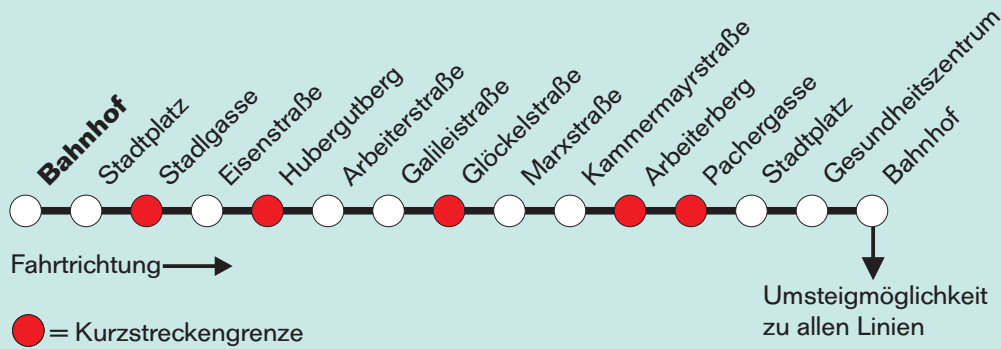 Bahnhof
Stadtplatz
Stadlgasse
Eisenstraße
Hubergutberg
Arbeiterstraße
Galileistraße
Glöckelstraße
Marxstraße
Kammermayrstraße
Arbeiterberg
Pachergasse
Stadtplatz
Gesundheitszentrum
Bahnhof
Fahrtrichtung
Umsteigmöglichkeit
zu allen Linien
= Kurzstreckengrenze